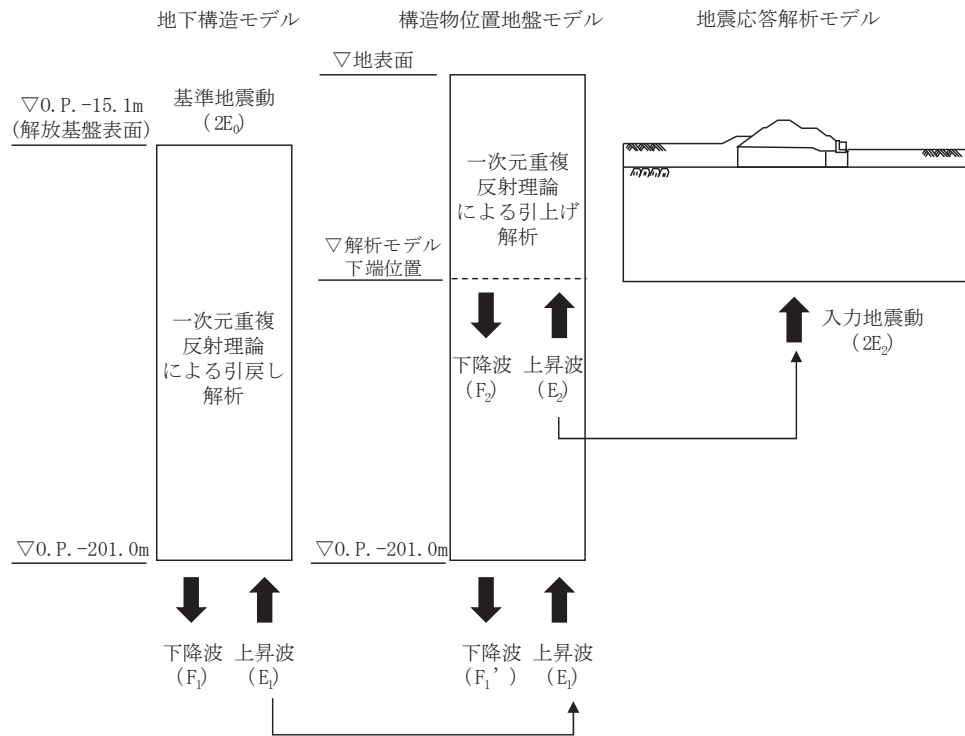 地下構造モデル
構造物位置地盤モデル
地震応答解析モデル
▽O.P.-15.1m
(解放基盤表面)
基準地震動
(2E₀)
一次元重複
反射理論
による引戻し
解析
▽O.P.-201.0m
下降波
(F₁)
上昇波
(E₁)
▽地表面
一次元重複
反射理論
による引上げ
解析
▽解析モデル
下端位置
下降波
(F₂)
上昇波
(E₂)
▽O.P.-201.0m
下降波
(F₁’)
上昇波
(E₁)
入力地震動
(2E₂)